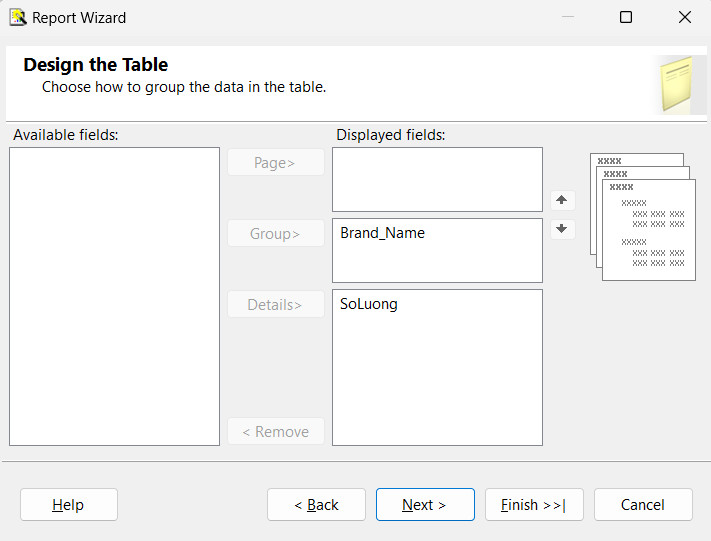 Report Wizard
Design the Table
Choose how to group the data in the table.
Available fields:
Displayed fields:
Page>
Group>
Brand_Name
Details>
SoLuong
< Remove
xxxx
xxxx
xxxx
xxxxx
xxx xxx xxx
xxx xxx xxx
xxxxx
xxx xxx xxx
xxx xxx xxx
Help
< Back
Next >
Finish >>|
Cancel